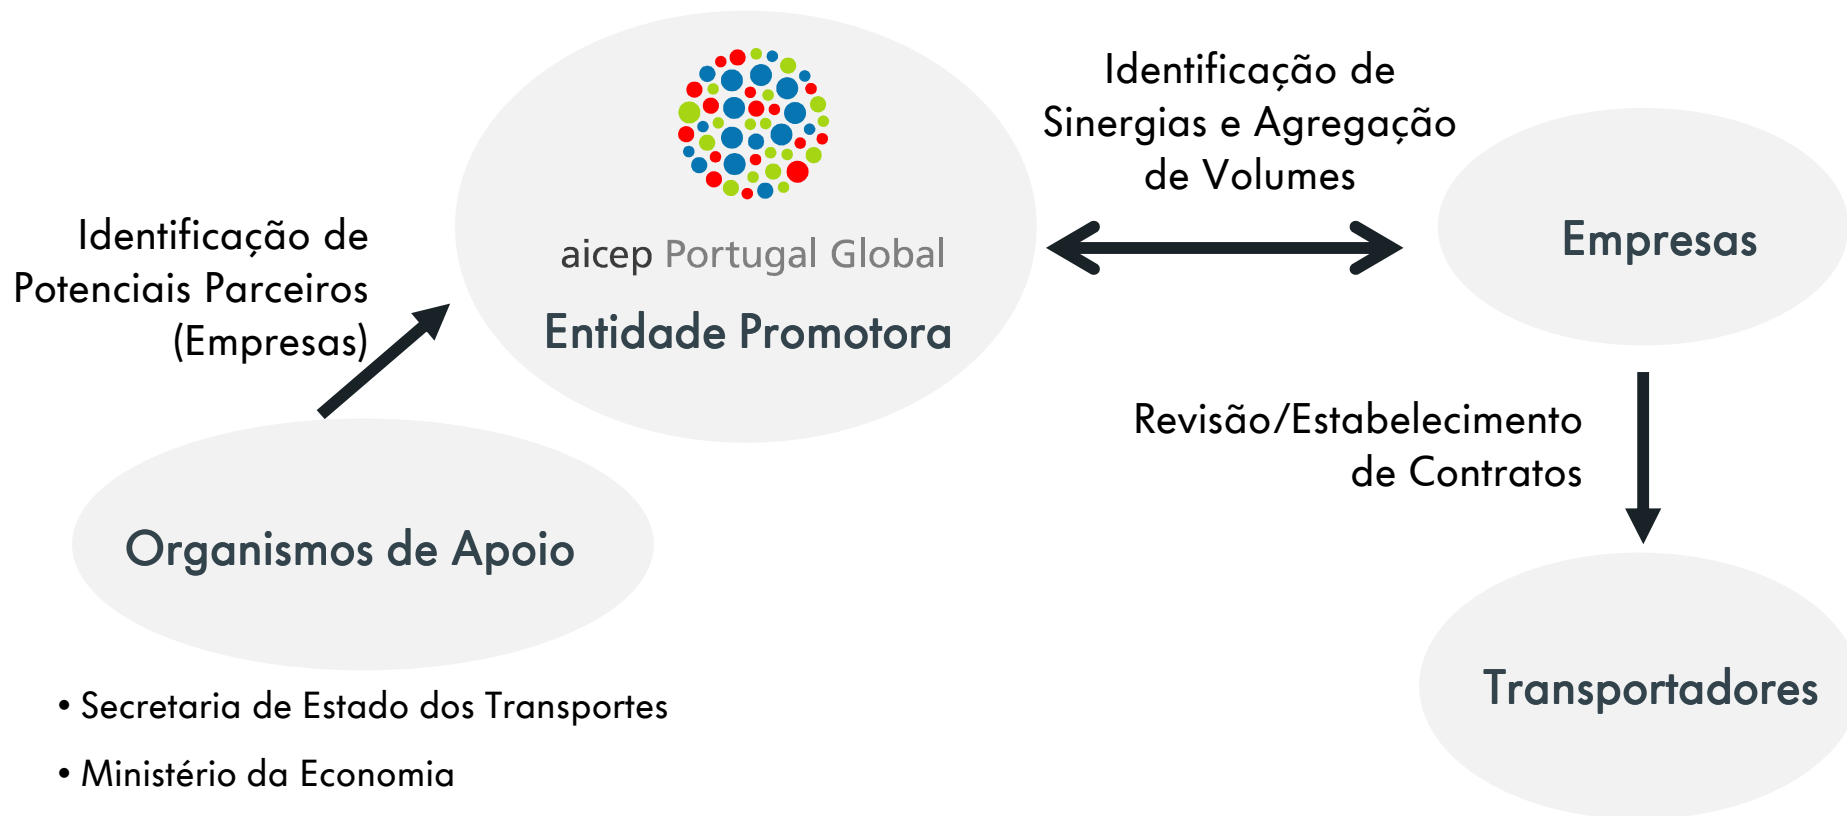 Identificação de
Sinergias e Agregação
de Volumes
Identificação de
Potenciais Parceiros
(Empresas)
aicep Portugal Global
Entidade Promotora
Empresas
Revisão/Estabelecimento
de Contratos
Organismos de Apoio
Transportadores
• Secretaria de Estado dos Transportes
• Ministério da Economia